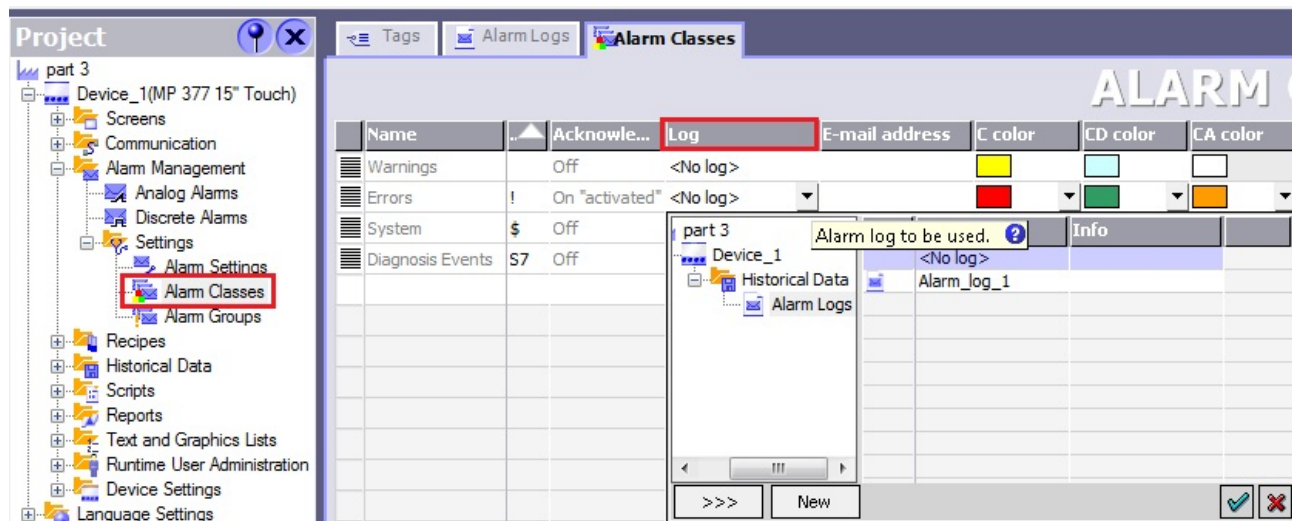 Project
part 3
Device_1(MP 377 15" Touch)
Screens
Communication
Alarm Management
Analog Alarms
Discrete Alarms
Settings
Alarm Settings
Alarm Classes
Alarm Groups
Recipes
Historical Data
Scripts
Reports
Text and Graphics Lists
Runtime User Administration
Device Settings
Language Settings
Tags Alarm Logs Alarm Classes
ALARM
Name .. Acknowle... Log E-mail address C color CD color CA color
Warnings Off <No log>
Errors ! On "activated" <No log>
System $ Off
Diagnosis Events S7 Off
part 3
Device_1
Historical Data
Alarm Logs
Alarm log to be used. ?
Info
<No log>
Alarm_log_1
>>> New